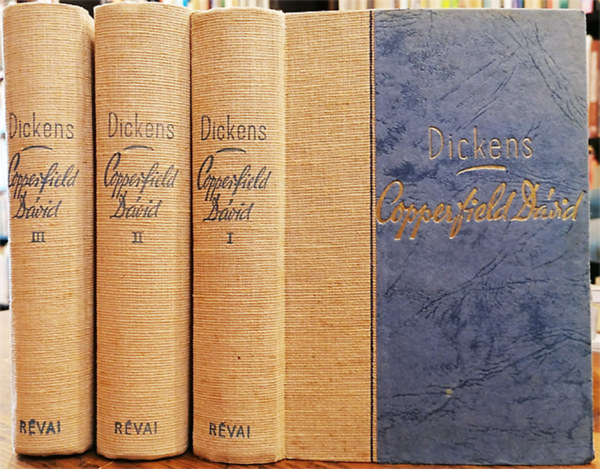 Dickens
Copperfield
Dávid
III
RÉVAI
Dickens
Copperfield
Dávid
II
RÉVAI
Dickens
Copperfield
Dávid
I
RÉVAI
Dickens
Copperfield Dávid